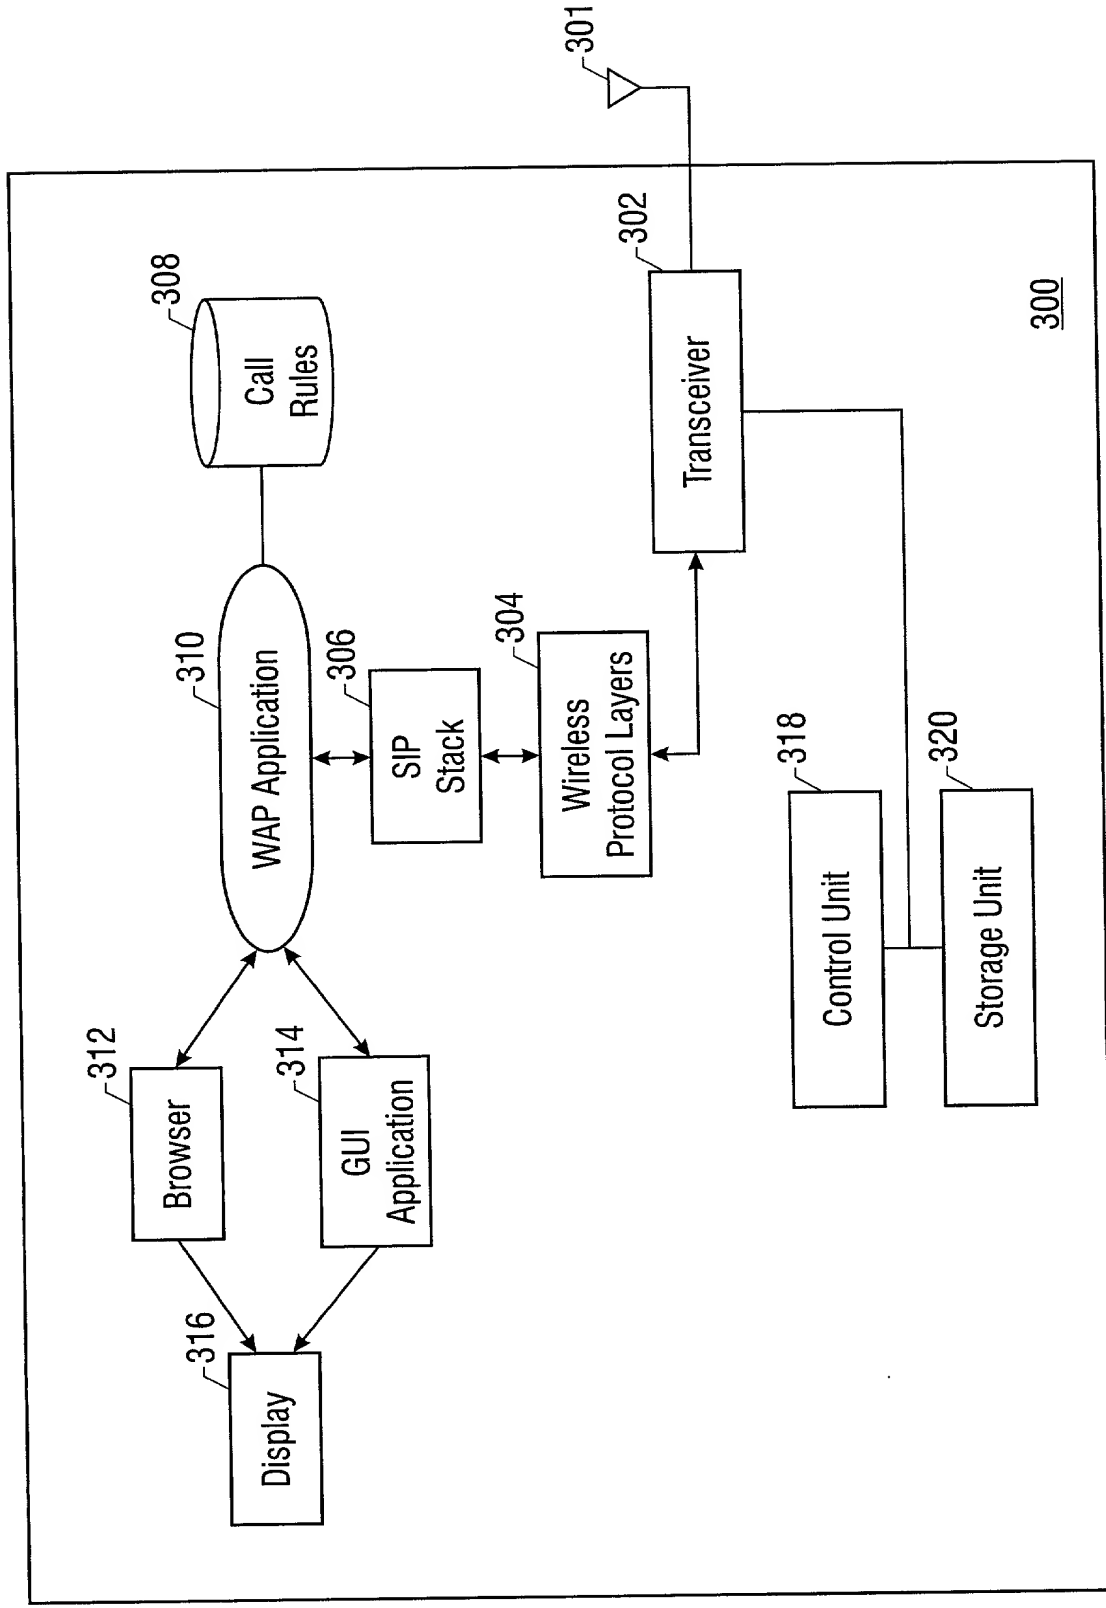 316
Display
312
Browser
314
GUI
Application
310
WAP Application
308
Call
Rules
306
SIP
Stack
304
Wireless
Protocol Layers
302
Transceiver
301
318
Control Unit
320
Storage Unit
300